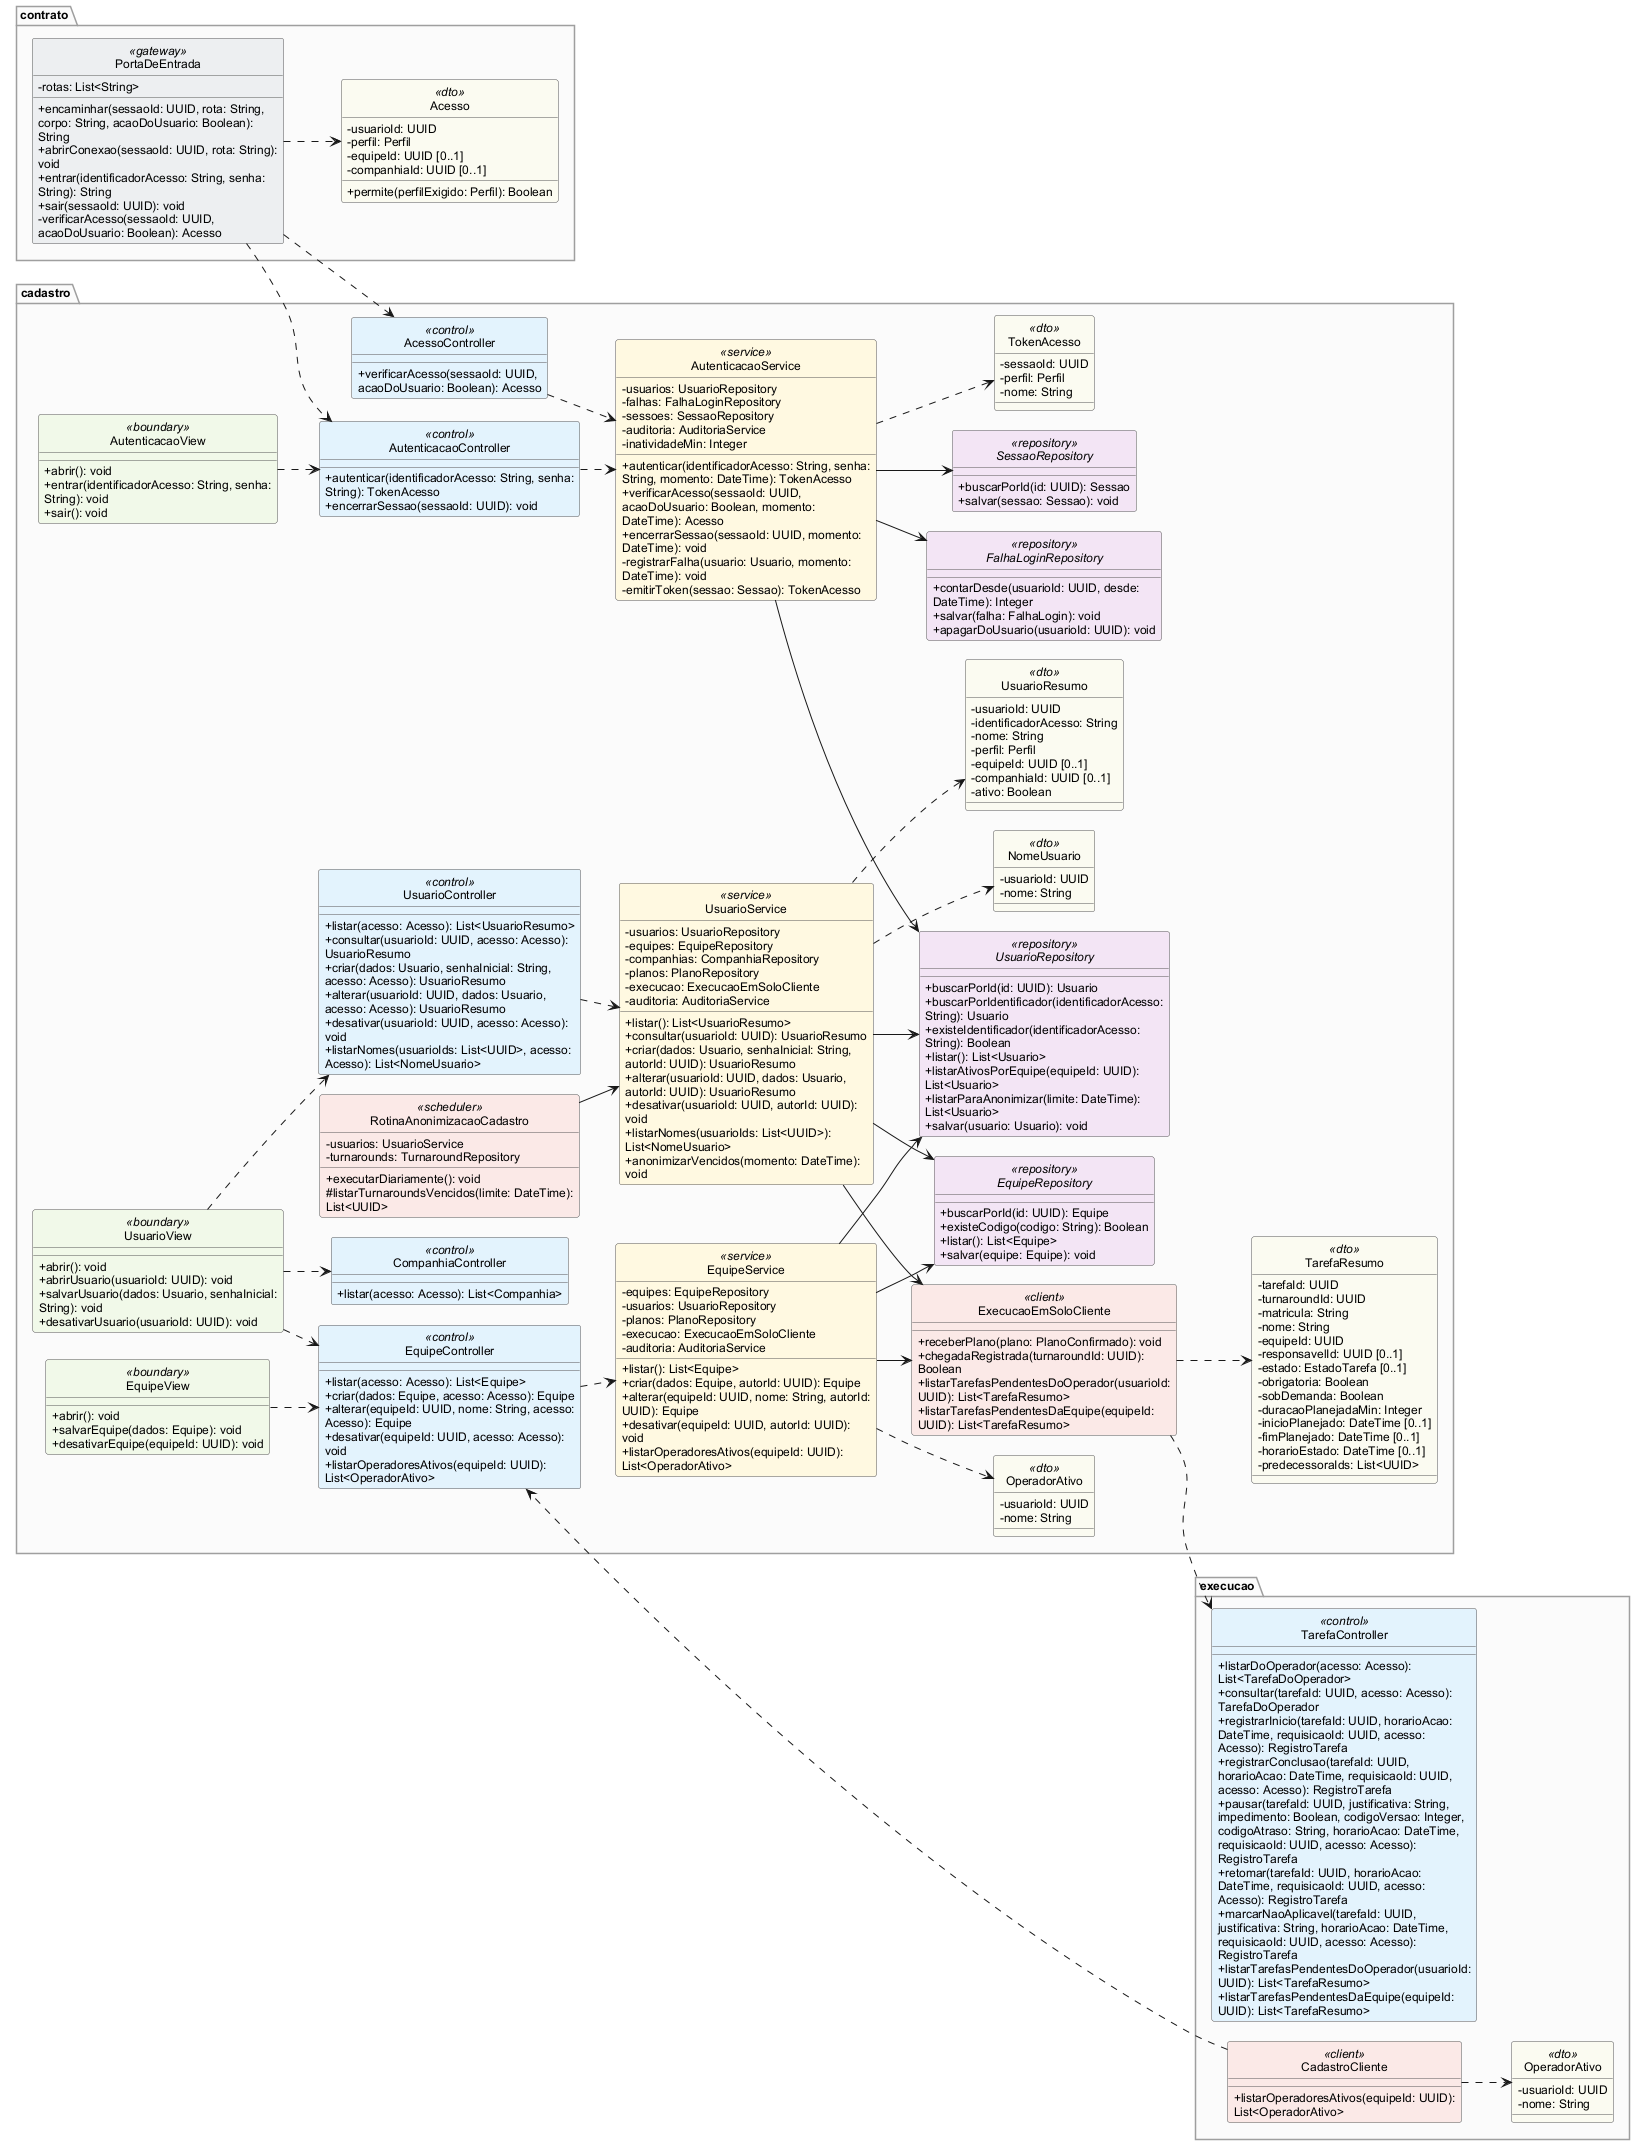 contrato
«gateway»
PortaDeEntrada
-rotas: List<String>
+encaminhar(sessaoId: UUID, rota: String,
corpo: String, acaoDoUsuario: Boolean):
String
+abrirConexao(sessaoId: UUID, rota: String):
void
+entrar(identificadorAcesso: String, senha:
String): String
+sair(sessaoId: UUID): void
-verificarAcesso(sessaoId: UUID,
acaoDoUsuario: Boolean): Acesso
«dto»
Acesso
-usuarioId: UUID
-perfil: Perfil
-equipeId: UUID [0..1]
-companhiaId: UUID [0..1]
+permite(perfilExigido: Perfil): Boolean
cadastro
«boundary»
AutenticacaoView
+abrir(): void
+entrar(identificadorAcesso: String, senha:
String): void
+sair(): void
«control»
AcessoController
+verificarAcesso(sessaoId: UUID,
acaoDoUsuario: Boolean): Acesso
«control»
AutenticacaoController
+autenticar(identificadorAcesso: String, senha:
String): TokenAcesso
+encerrarSessao(sessaoId: UUID): void
«service»
AutenticacaoService
-usuarios: UsuarioRepository
-falhas: FalhaLoginRepository
-sessoes: SessaoRepository
-auditoria: AuditoriaService
-inatividadeMin: Integer
+autenticar(identificadorAcesso: String, senha:
String, momento: DateTime): TokenAcesso
+verificarAcesso(sessaoId: UUID,
acaoDoUsuario: Boolean, momento:
DateTime): Acesso
+encerrarSessao(sessaoId: UUID, momento:
DateTime): void
-registrarFalha(usuario: Usuario, momento:
DateTime): void
-emitirToken(sessao: Sessao): TokenAcesso
«dto»
TokenAcesso
-sessaoId: UUID
-perfil: Perfil
-nome: String
«repository»
SessaoRepository
+buscarPorId(id: UUID): Sessao
+salvar(sessao: Sessao): void
«repository»
FalhaLoginRepository
+contarDesde(usuarioId: UUID, desde:
DateTime): Integer
+salvar(falha: FalhaLogin): void
+apagarDoUsuario(usuarioId: UUID): void
«dto»
UsuarioResumo
-usuarioId: UUID
-identificadorAcesso: String
-nome: String
-perfil: Perfil
-equipeId: UUID [0..1]
-companhiaId: UUID [0..1]
-ativo: Boolean
«dto»
NomeUsuario
-usuarioId: UUID
-nome: String
«control»
UsuarioController
+listar(acesso: Acesso): List<UsuarioResumo>
+consultar(usuarioId: UUID, acesso: Acesso):
UsuarioResumo
+criar(dados: Usuario, senhaInicial: String,
acesso: Acesso): UsuarioResumo
+alterar(usuarioId: UUID, dados: Usuario,
acesso: Acesso): UsuarioResumo
+desativar(usuarioId: UUID, acesso: Acesso):
void
+listarNomes(usuarioIds: List<UUID>, acesso:
Acesso): List<NomeUsuario>
«service»
UsuarioService
-usuarios: UsuarioRepository
-equipes: EquipeRepository
-companhias: CompanhiaRepository
-planos: PlanoRepository
-execucao: ExecucaoEmSoloCliente
-auditoria: AuditoriaService
+listar(): List<UsuarioResumo>
+consultar(usuarioId: UUID): UsuarioResumo
+criar(dados: Usuario, senhaInicial: String,
autorId: UUID): UsuarioResumo
+alterar(usuarioId: UUID, dados: Usuario,
autorId: UUID): UsuarioResumo
+desativar(usuarioId: UUID, autorId: UUID):
void
+listarNomes(usuarioIds: List<UUID>):
List<NomeUsuario>
+anonimizarVencidos(momento: DateTime):
void
«repository»
UsuarioRepository
+buscarPorId(id: UUID): Usuario
+buscarPorIdentificador(identificadorAcesso:
String): Usuario
+existeIdentificador(identificadorAcesso:
String): Boolean
+listar(): List<Usuario>
+listarAtivosPorEquipe(equipeId: UUID):
List<Usuario>
+listarParaAnonimizar(limite: DateTime):
List<Usuario>
+salvar(usuario: Usuario): void
«scheduler»
RotinaAnonimizacaoCadastro
-usuarios: UsuarioService
-turnarounds: TurnaroundRepository
+executarDiariamente(): void
#listarTurnaroundsVencidos(limite: DateTime):
List<UUID>
«repository»
EquipeRepository
+buscarPorId(id: UUID): Equipe
+existeCodigo(codigo: String): Boolean
+listar(): List<Equipe>
+salvar(equipe: Equipe): void
«boundary»
UsuarioView
+abrir(): void
+abrirUsuario(usuarioId: UUID): void
+salvarUsuario(dados: Usuario, senhaInicial:
String): void
+desativarUsuario(usuarioId: UUID): void
«control»
CompanhiaController
+listar(acesso: Acesso): List<Companhia>
«boundary»
EquipeView
+abrir(): void
+salvarEquipe(dados: Equipe): void
+desativarEquipe(equipeId: UUID): void
«control»
EquipeController
+listar(acesso: Acesso): List<Equipe>
+criar(dados: Equipe, acesso: Acesso): Equipe
+alterar(equipeId: UUID, nome: String, acesso:
Acesso): Equipe
+desativar(equipeId: UUID, acesso: Acesso):
void
+listarOperadoresAtivos(equipeId: UUID):
List<OperadorAtivo>
«service»
EquipeService
-equipes: EquipeRepository
-usuarios: UsuarioRepository
-planos: PlanoRepository
-execucao: ExecucaoEmSoloCliente
-auditoria: AuditoriaService
+listar(): List<Equipe>
+criar(dados: Equipe, autorId: UUID): Equipe
+alterar(equipeId: UUID, nome: String, autorId:
UUID): Equipe
+desativar(equipeId: UUID, autorId: UUID):
void
+listarOperadoresAtivos(equipeId: UUID):
List<OperadorAtivo>
«client»
ExecucaoEmSoloCliente
+receberPlano(plano: PlanoConfirmado): void
+chegadaRegistrada(turnaroundId: UUID):
Boolean
+listarTarefasPendentesDoOperador(usuarioId:
UUID): List<TarefaResumo>
+listarTarefasPendentesDaEquipe(equipeId:
UUID): List<TarefaResumo>
«dto»
OperadorAtivo
-usuarioId: UUID
-nome: String
«dto»
TarefaResumo
-tarefaId: UUID
-turnaroundId: UUID
-matricula: String
-nome: String
-equipeId: UUID
-responsavelId: UUID [0..1]
-estado: EstadoTarefa [0..1]
-obrigatoria: Boolean
-sobDemanda: Boolean
-duracaoPlanejadaMin: Integer
-inicioPlanejado: DateTime [0..1]
-fimPlanejado: DateTime [0..1]
-horarioEstado: DateTime [0..1]
-predecessoraIds: List<UUID>
execucao
«control»
TarefaController
+listarDoOperador(acesso: Acesso):
List<TarefaDoOperador>
+consultar(tarefaId: UUID, acesso: Acesso):
TarefaDoOperador
+registrarInicio(tarefaId: UUID, horarioAcao:
DateTime, requisicaoId: UUID, acesso:
Acesso): RegistroTarefa
+registrarConclusao(tarefaId: UUID,
horarioAcao: DateTime, requisicaoId: UUID,
acesso: Acesso): RegistroTarefa
+pausar(tarefaId: UUID, justificativa: String,
impedimento: Boolean, codigoVersao: Integer,
codigoAtraso: String, horarioAcao: DateTime,
requisicaoId: UUID, acesso: Acesso):
RegistroTarefa
+retomar(tarefaId: UUID, horarioAcao:
DateTime, requisicaoId: UUID, acesso:
Acesso): RegistroTarefa
+marcarNaoAplicavel(tarefaId: UUID,
justificativa: String, horarioAcao: DateTime,
requisicaoId: UUID, acesso: Acesso):
RegistroTarefa
+listarTarefasPendentesDoOperador(usuarioId:
UUID): List<TarefaResumo>
+listarTarefasPendentesDaEquipe(equipeId:
UUID): List<TarefaResumo>
«client»
CadastroCliente
+listarOperadoresAtivos(equipeId: UUID):
List<OperadorAtivo>
«dto»
OperadorAtivo
-usuarioId: UUID
-nome: String